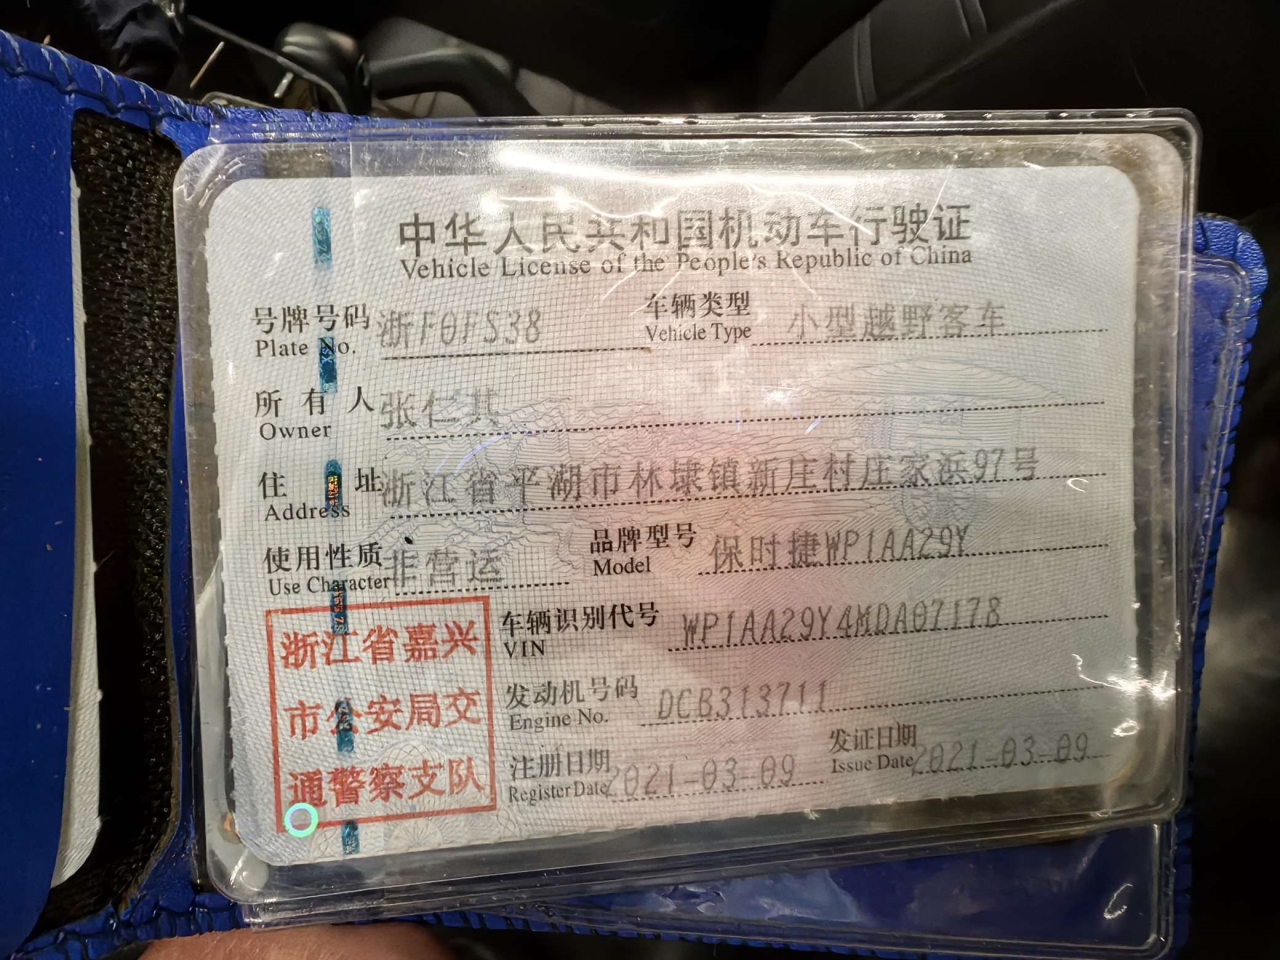 中华人民共和国机动车行驶证
Vehicle License of the People's Republic of China
号牌号码 浙F0FS38 车辆类型 小型越野客车
Plate No. Vehicle Type
所有人 张仁其
Owner
住址 浙江省平湖市林埭镇新庄村庄家浜97号
Address
使用性质 非营运 品牌型号 保时捷WP1AA29Y
Use Character Model
车辆识别代号 WP1AA29Y4MDA07178
VIN
发动机号码 DCB313711
Engine No.
注册日期 2021-03-09 发证日期 2021-03-09
Register Date Issue Date
浙江省嘉兴
市公安局交
通警察支队